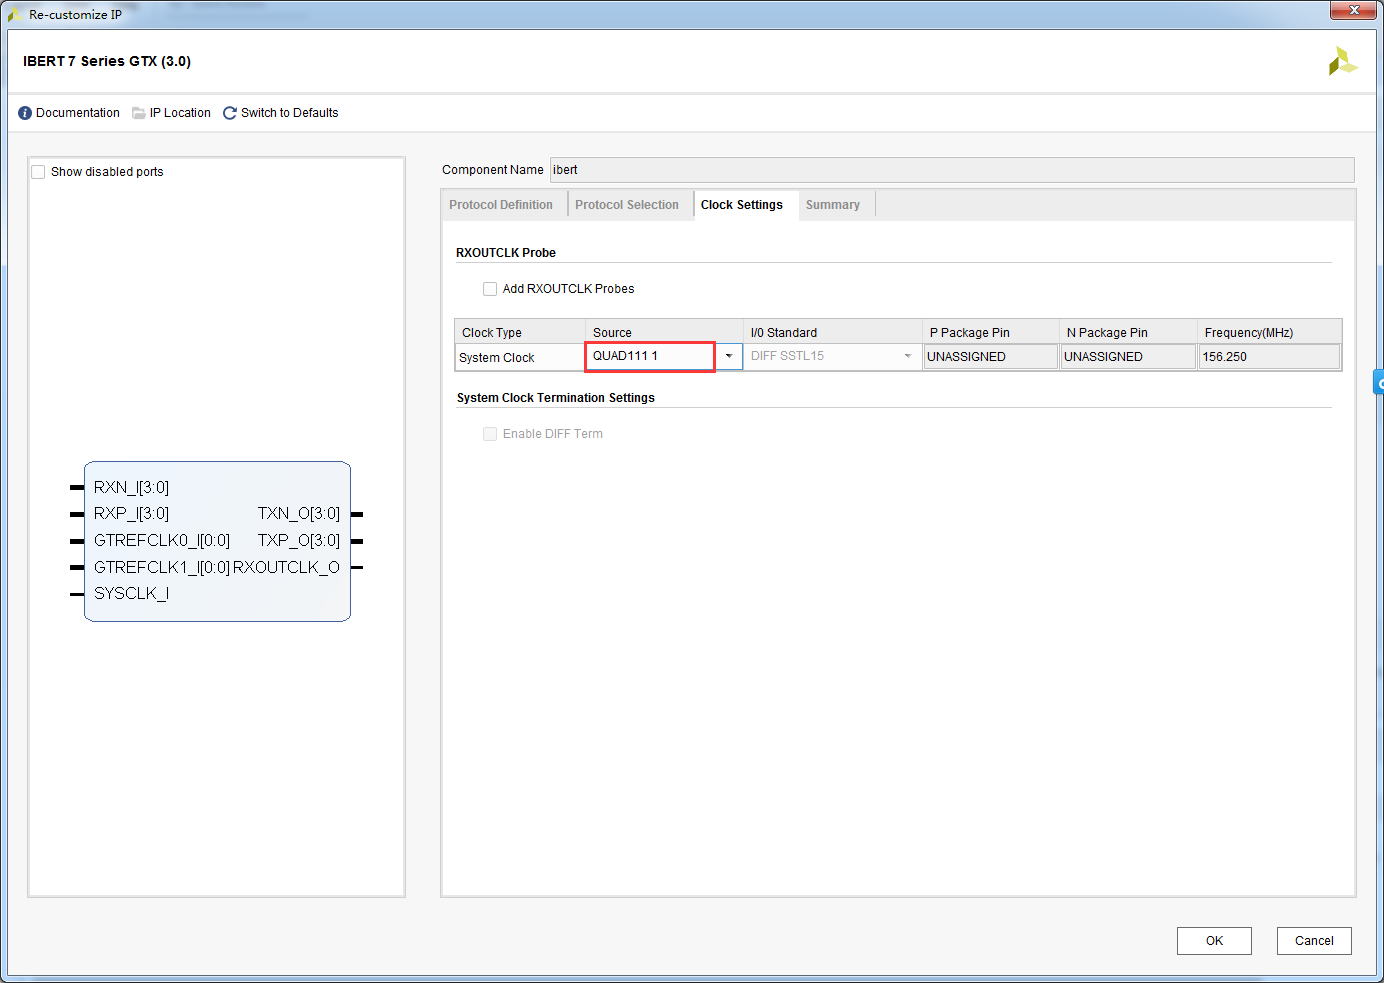 Re-customize IP
IBERT 7 Series GTX (3.0)
Documentation IP Location Switch to Defaults
Show disabled ports
Component Name ibert
Protocol Definition Protocol Selection Clock Settings Summary
RXOUTCLK Probe
Add RXOUTCLK Probes
Clock Type Source I/0 Standard P Package Pin N Package Pin Frequency(MHz)
System Clock QUAD111 1 DIFF SSTL15 UNASSIGNED UNASSIGNED 156.250
System Clock Termination Settings
Enable DIFF Term
RXN_I[3:0]
RXP_I[3:0] TXN_O[3:0]
GTREFCLK0_I[0:0] TXP_O[3:0]
GTREFCLK1_I[0:0] RXOUTCLK_O
SYSCLK_I
OK Cancel